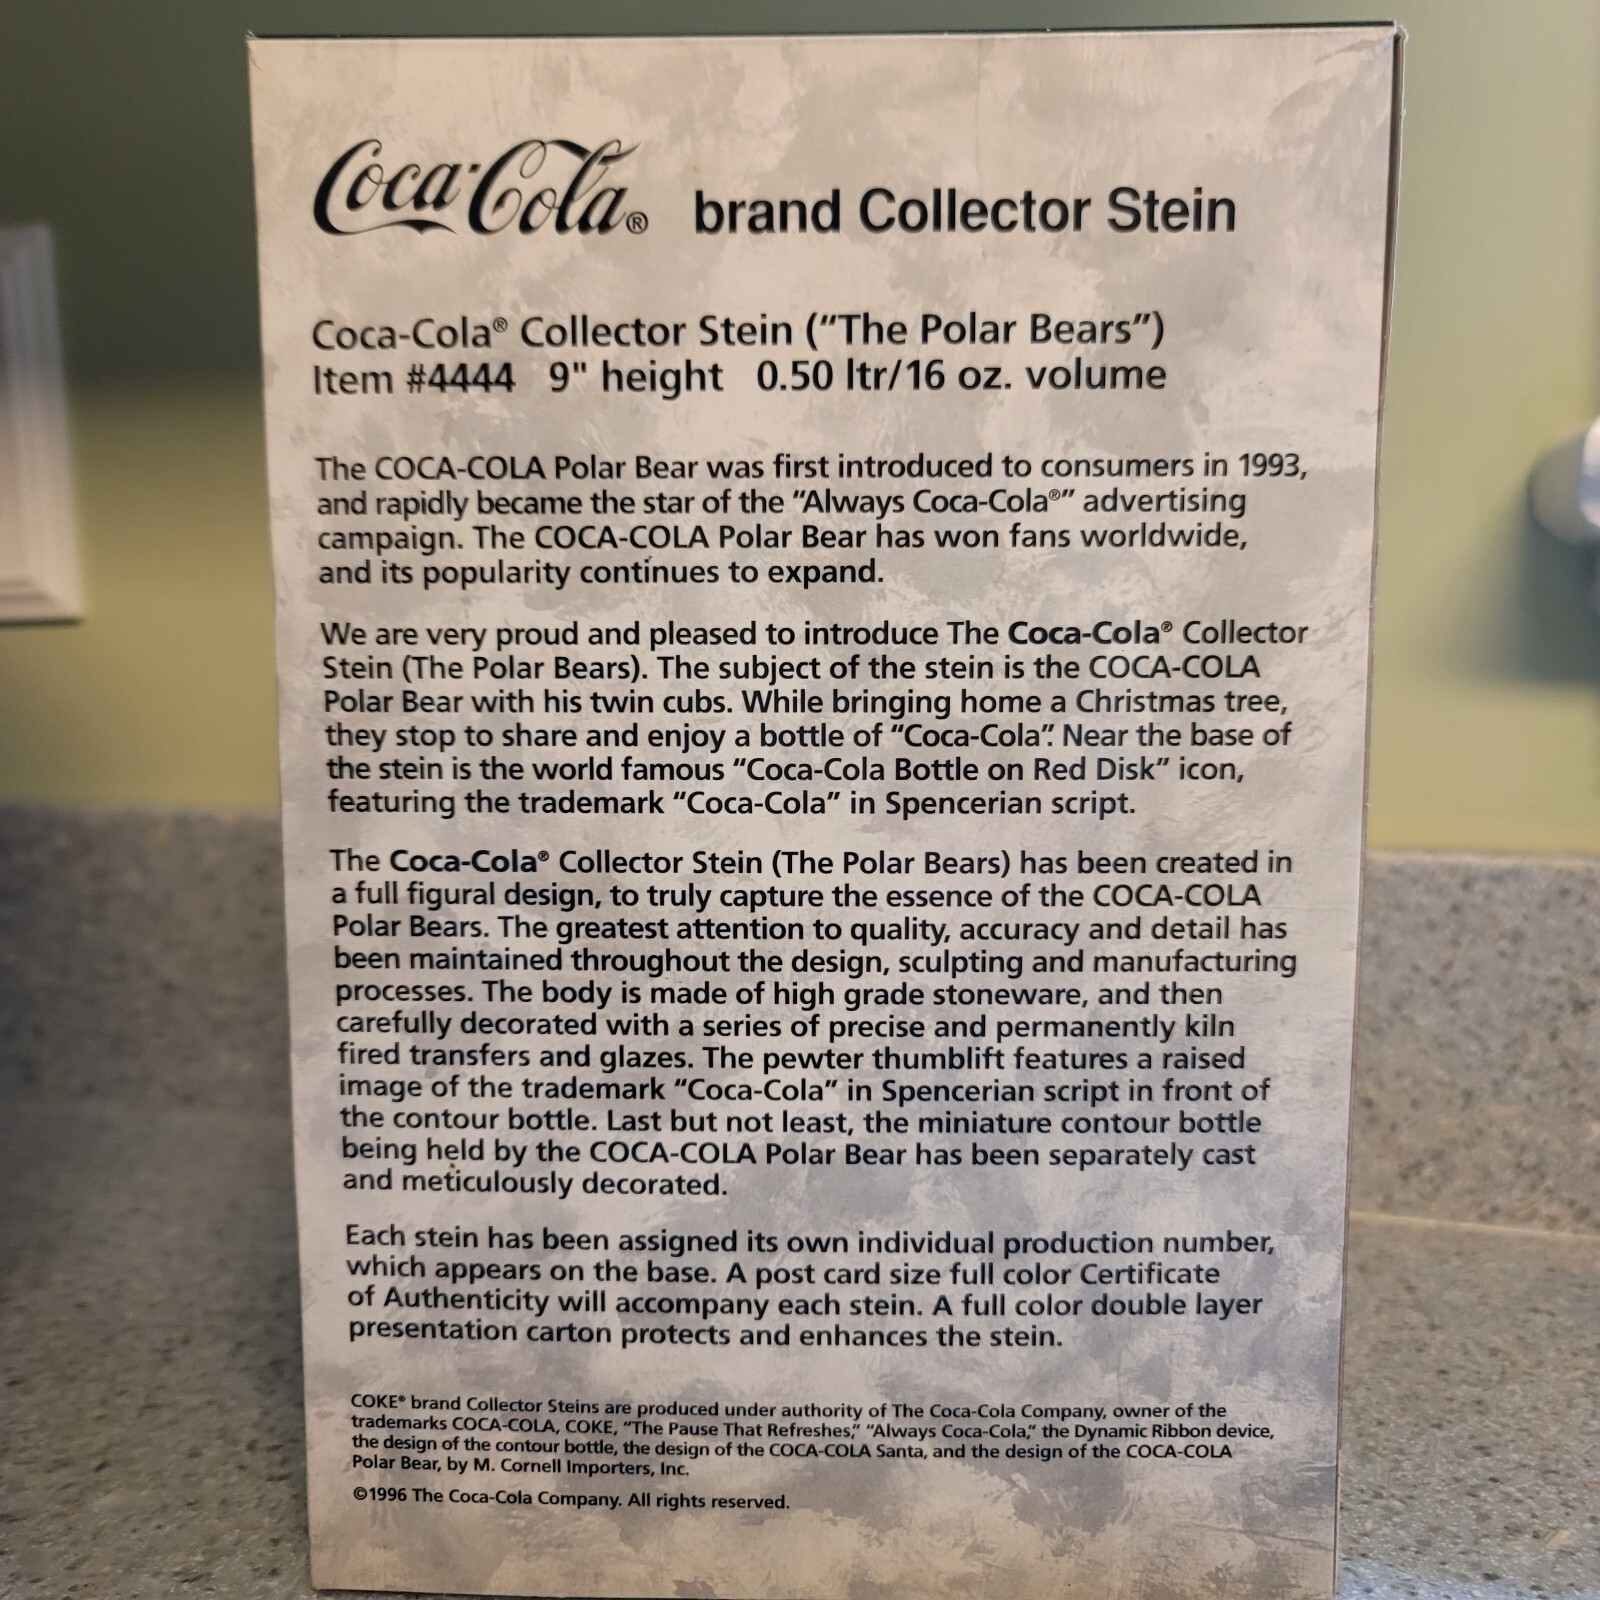 Coca-Cola® brand Collector Stein
Coca-Cola® Collector Stein (“The Polar Bears”)
Item #4444 9" height 0.50 ltr/16 oz. volume
The COCA-COLA Polar Bear was first introduced to consumers in 1993,
and rapidly became the star of the “Always Coca-Cola®” advertising
campaign. The COCA-COLA Polar Bear has won fans worldwide,
and its popularity continues to expand.
We are very proud and pleased to introduce The Coca-Cola® Collector
Stein (The Polar Bears). The subject of the stein is the COCA-COLA
Polar Bear with his twin cubs. While bringing home a Christmas tree,
they stop to share and enjoy a bottle of “Coca-Cola”. Near the base of
the stein is the world famous “Coca-Cola Bottle on Red Disk” icon,
featuring the trademark “Coca-Cola” in Spencerian script.
The Coca-Cola® Collector Stein (The Polar Bears) has been created in
a full figural design, to truly capture the essence of the COCA-COLA
Polar Bears. The greatest attention to quality, accuracy and detail has
been maintained throughout the design, sculpting and manufacturing
processes. The body is made of high grade stoneware, and then
carefully decorated with a series of precise and permanently kiln
fired transfers and glazes. The pewter thumblift features a raised
image of the trademark “Coca-Cola” in Spencerian script in front of
the contour bottle. Last but not least, the miniature contour bottle
being held by the COCA-COLA Polar Bear has been separately cast
and meticulously decorated.
Each stein has been assigned its own individual production number,
which appears on the base. A post card size full color Certificate
of Authenticity will accompany each stein. A full color double layer
presentation carton protects and enhances the stein.
COKE® brand Collector Steins are produced under authority of The Coca-Cola Company, owner of the
trademarks COCA-COLA, COKE, “The Pause That Refreshes,” “Always Coca-Cola,” the Dynamic Ribbon device,
the design of the contour bottle, the design of the COCA-COLA Santa, and the design of the COCA-COLA
Polar Bear, by M. Cornell Importers, Inc.
©1996 The Coca-Cola Company. All rights reserved.